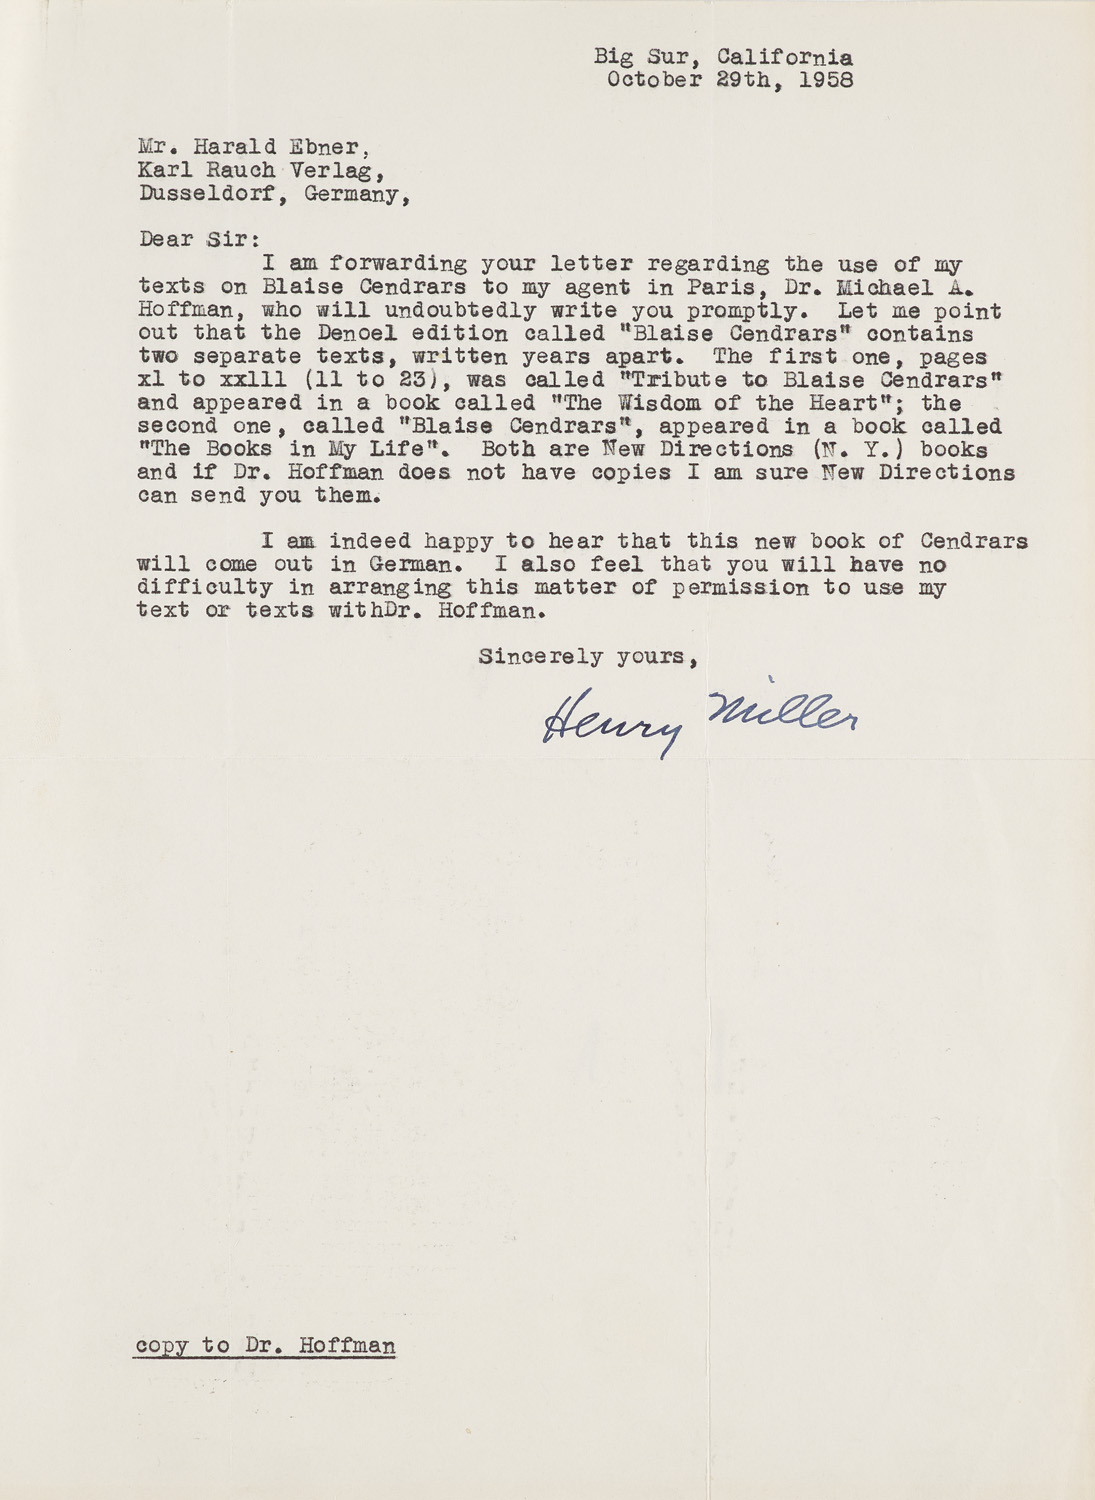 Big Sur, California
October 29th, 1958
Mr. Harald Ebner,
Karl Rauch Verlag,
Dusseldorf, Germany,
Dear Sir:
I am forwarding your letter regarding the use of my
texts on Blaise Cendrars to my agent in Paris, Dr. Michael A.
Hoffman, who will undoubtedly write you promptly. Let me point
out that the Denoel edition called "Blaise Cendrars" contains
two separate texts, written years apart. The first one, pages
xl to xxlll (11 to 23), was called "Tribute to Blaise Cendrars"
and appeared in a book called "The Wisdom of the Heart"; the
second one, called "Blaise Cendrars", appeared in a book called
"The Books in My Life". Both are New Directions (N. Y.) books
and if Dr. Hoffman does not have copies I am sure New Directions
can send you them.
I am indeed happy to hear that this new book of Cendrars
will come out in German. I also feel that you will have no
difficulty in arranging this matter of permission to use my
text or texts withDr. Hoffman.
Sincerely yours,
Henry Miller
copy to Dr. Hoffman